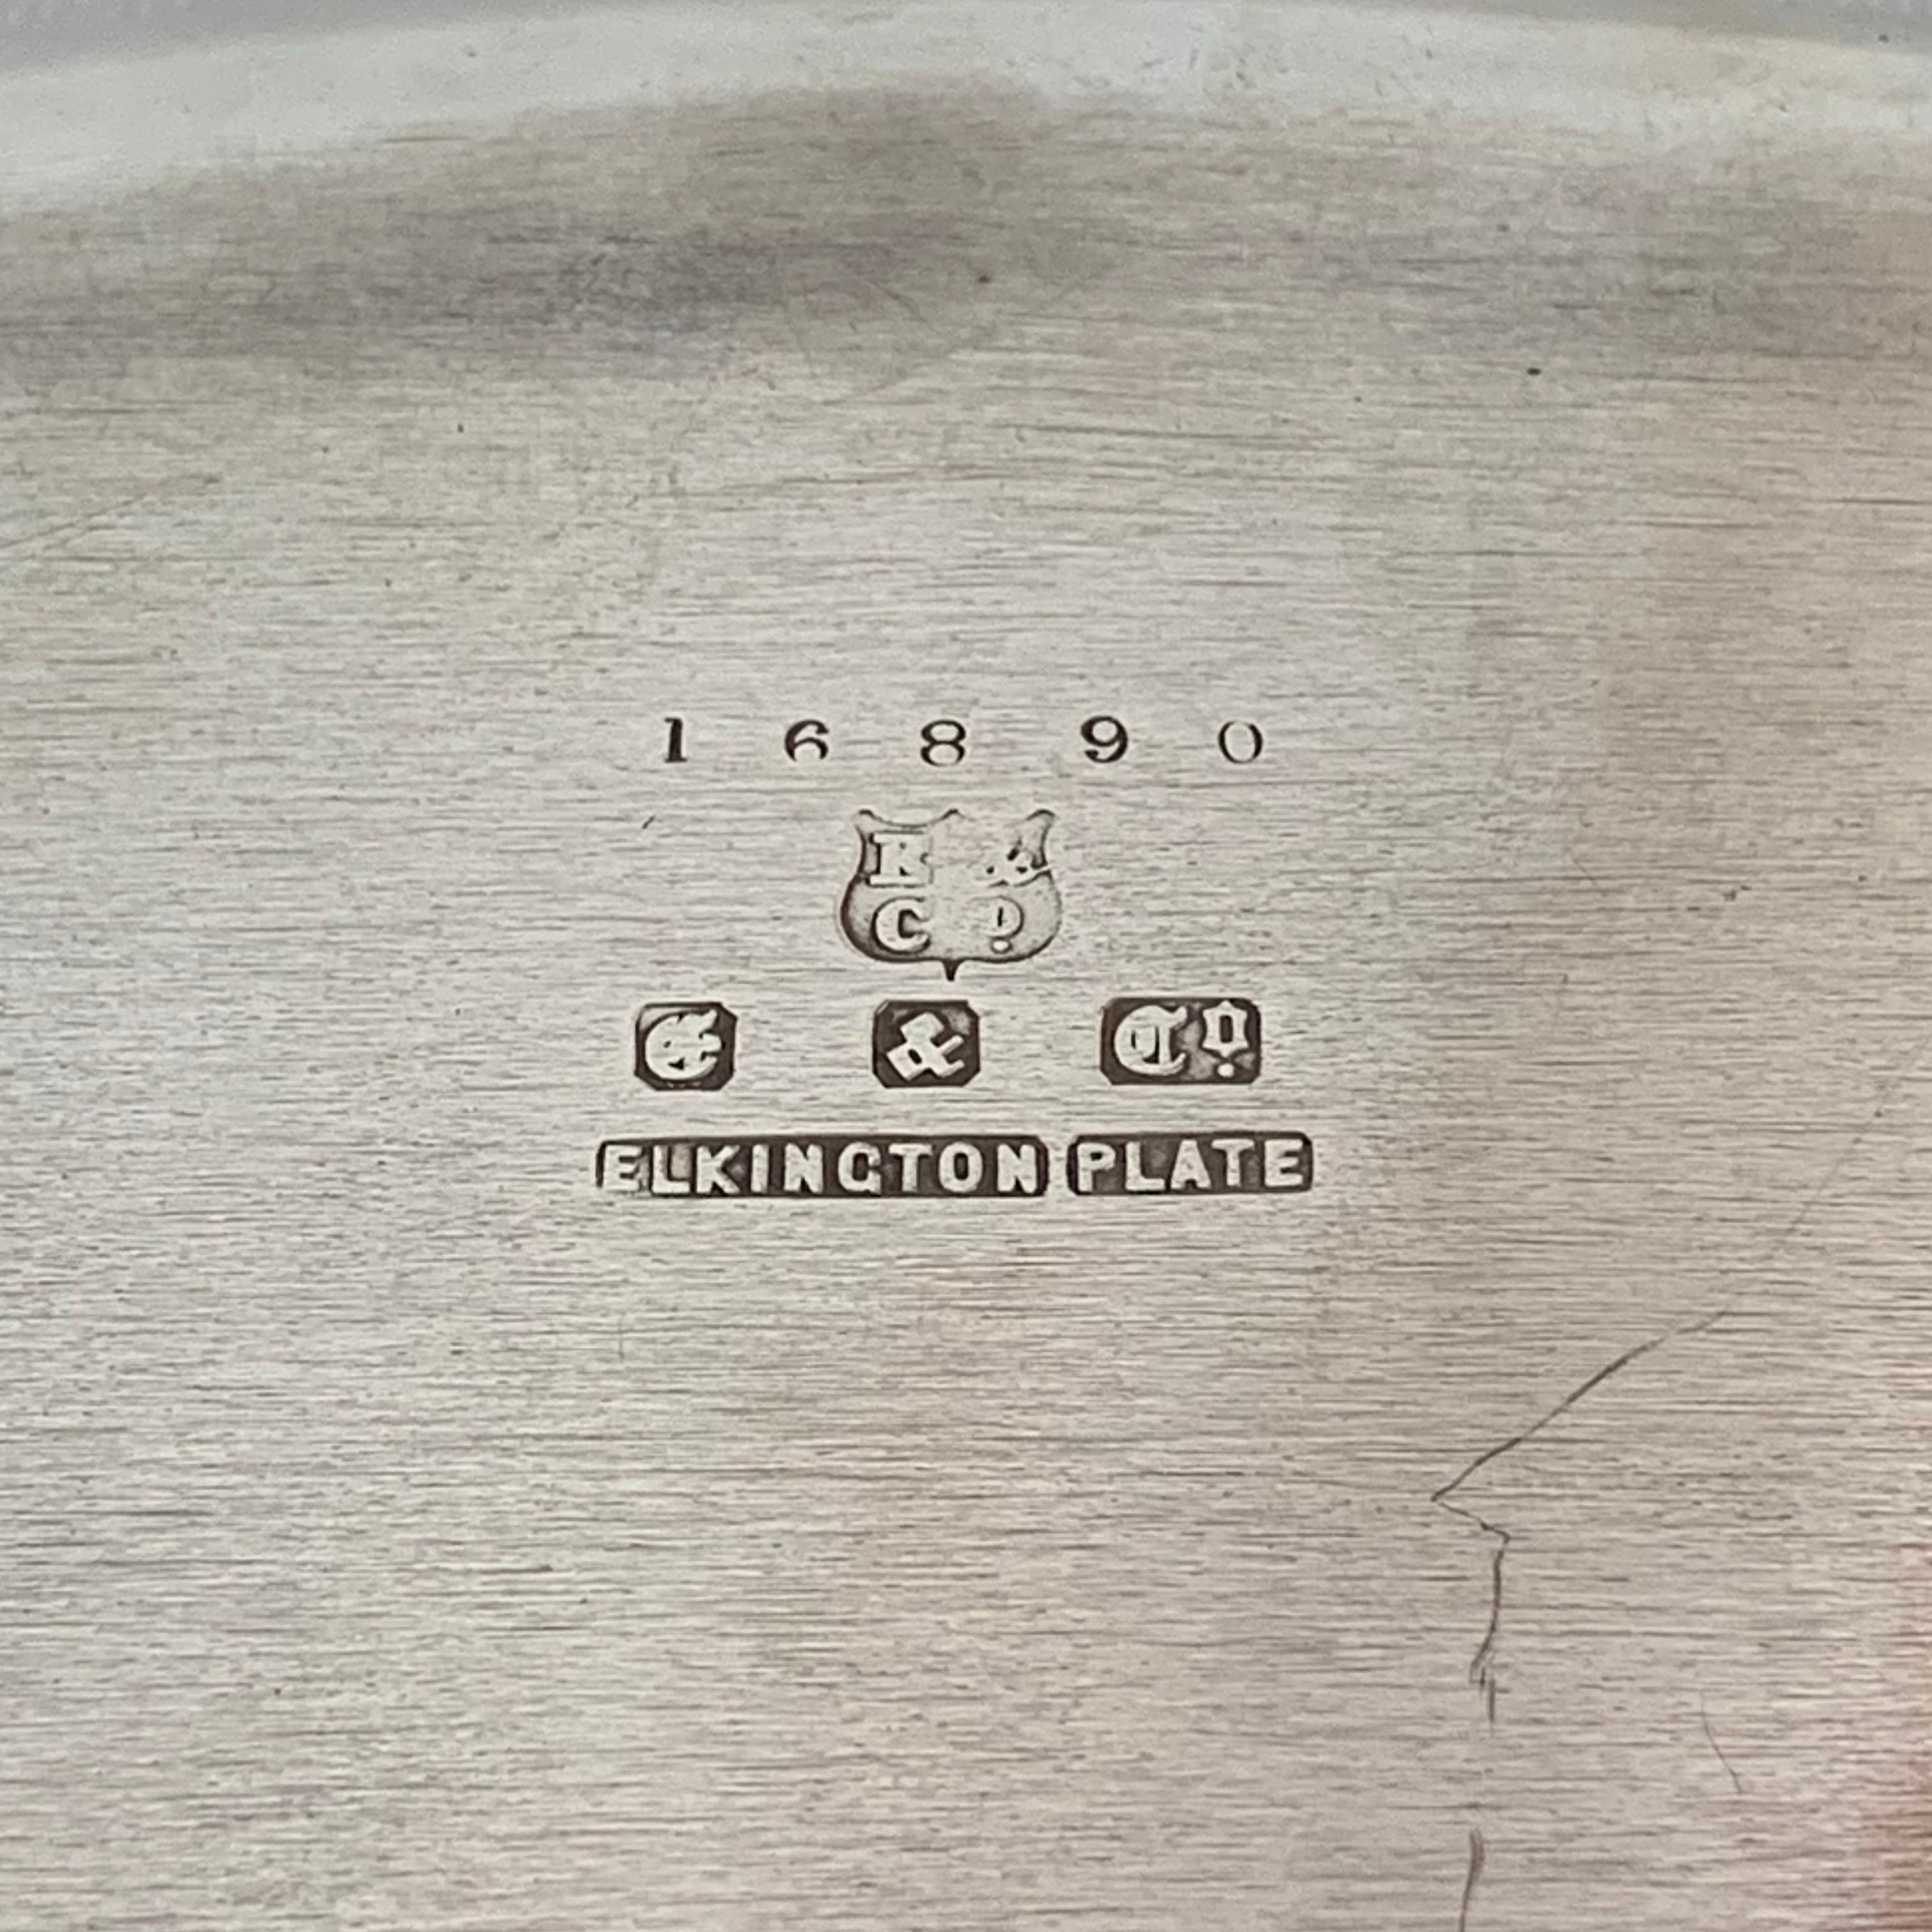 1 6 8 9 0
E &
Cº
E & Cº
ELKINGTON PLATE